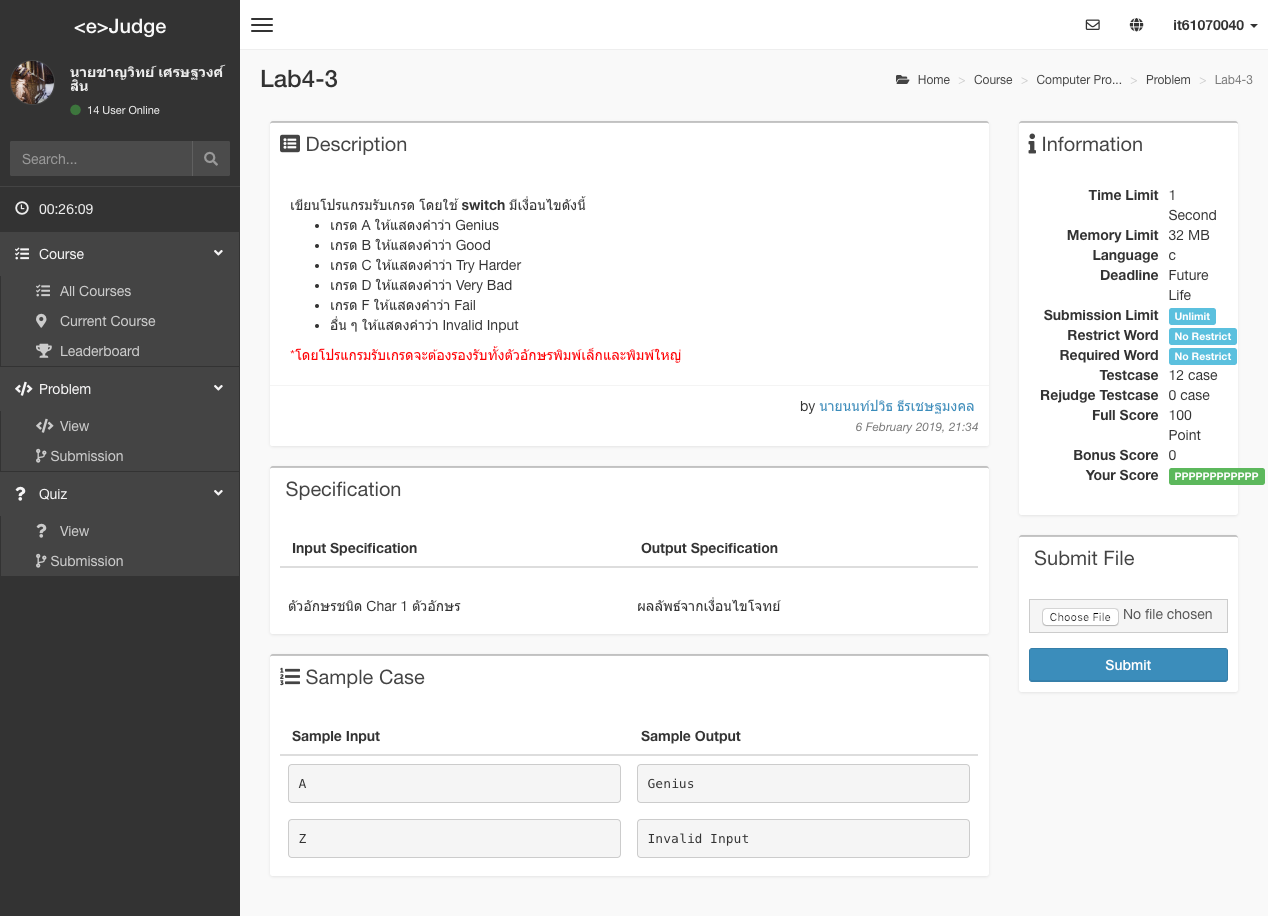 <e>Judge
นายชาญวิทย์ เศรษฐวงศ์
สิน
14 User Online
Search...
00:26:09
Course
All Courses
Current Course
Leaderboard
Problem
View
Submission
Quiz
View
Submission
it61070040
Lab4-3
Home > Course > Computer Pro... > Problem > Lab4-3
Description
เขียนโปรแกรมรับเกรด โดยใช้ switch มีเงื่อนไขดังนี้
• เกรด A ให้แสดงค่าว่า Genius
• เกรด B ให้แสดงค่าว่า Good
• เกรด C ให้แสดงค่าว่า Try Harder
• เกรด D ให้แสดงค่าว่า Very Bad
• เกรด F ให้แสดงค่าว่า Fail
• อื่น ๆ ให้แสดงค่าว่า Invalid Input
*โดยโปรแกรมรับเกรดจะต้องรองรับทั้งตัวอักษรพิมพ์เล็กและพิมพ์ใหญ่
by นายนนท์ปวิธ ธีรเชษฐมงคล
6 February 2019, 21:34
Specification
Input Specification Output Specification
ตัวอักษรชนิด Char 1 ตัวอักษร ผลลัพธ์จากเงื่อนไขโจทย์
Sample Case
Sample Input Sample Output
A Genius
Z Invalid Input
Information
Time Limit 1
Second
Memory Limit 32 MB
Language c
Deadline Future
Life
Submission Limit Unlimit
Restrict Word No Restrict
Required Word No Restrict
Testcase 12 case
Rejudge Testcase 0 case
Full Score 100
Point
Bonus Score 0
Your Score PPPPPPPPPPPP
Submit File
Choose File No file chosen
Submit